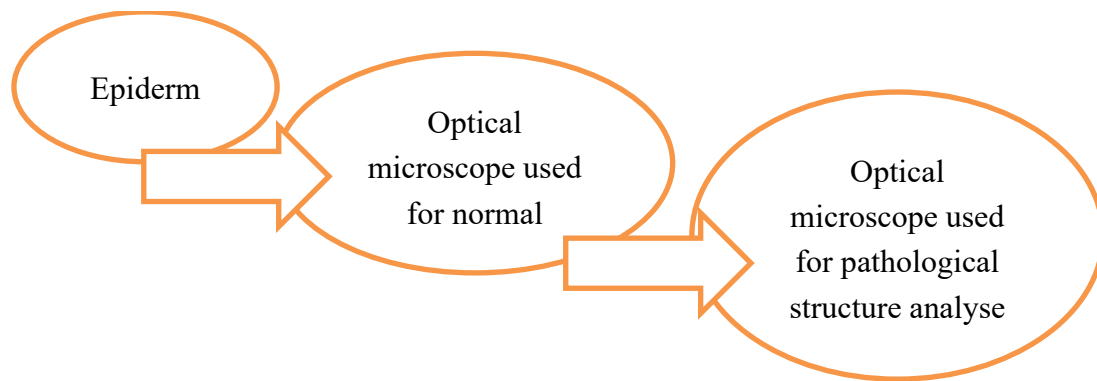 Epiderm
Optical
microscope used
for normal
Optical
microscope used
for pathological
structure analyse